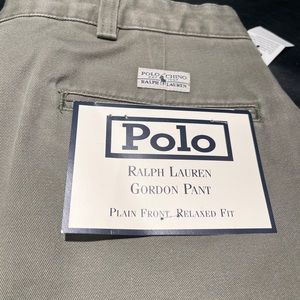 POLO CHINO
RALPH LAUREN
Polo
RALPH LAUREN
GORDON PANT
PLAIN FRONT, RELAXED FIT